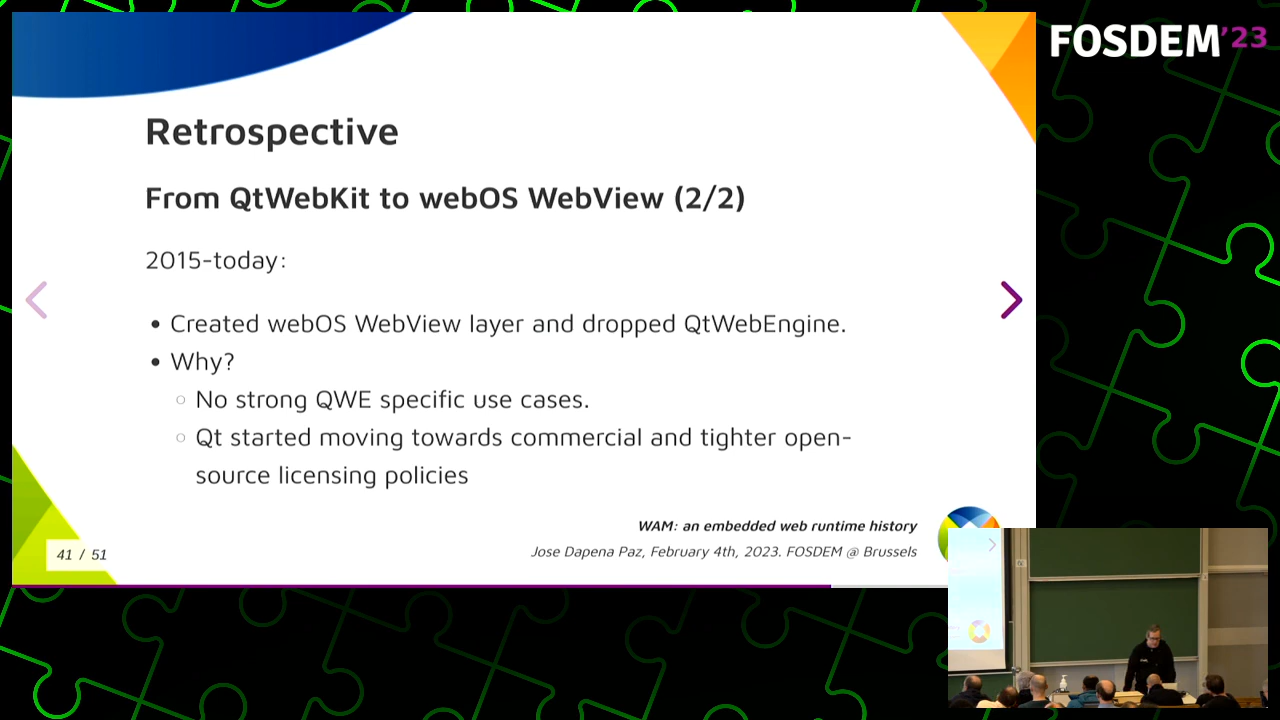 FOSDEM'23
Retrospective
From QtWebKit to webOS WebView (2/2)
2015-today:
• Created webOS WebView layer and dropped QtWebEngine.
• Why?
○ No strong QWE specific use cases.
○ Qt started moving towards commercial and tighter open-
source licensing policies
WAM: an embedded web runtime history
Jose Dapena Paz, February 4th, 2023. FOSDEM @ Brussels
41 / 51